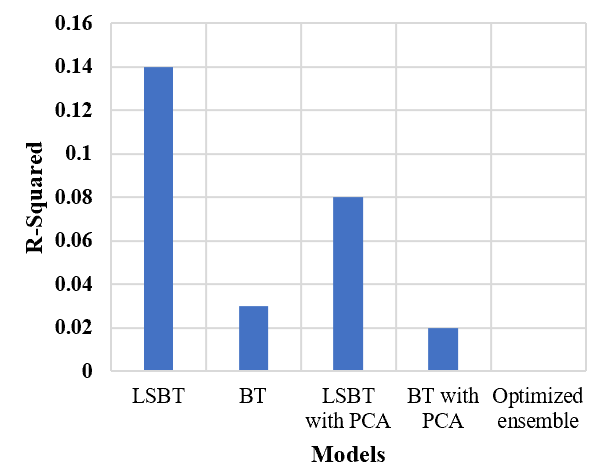 0.16
0.14
0.12
0.1
0.08
0.06
0.04
0.02
0
R-Squared
LSBT
BT
LSBT
with PCA
BT with
PCA
Optimized
ensemble
Models